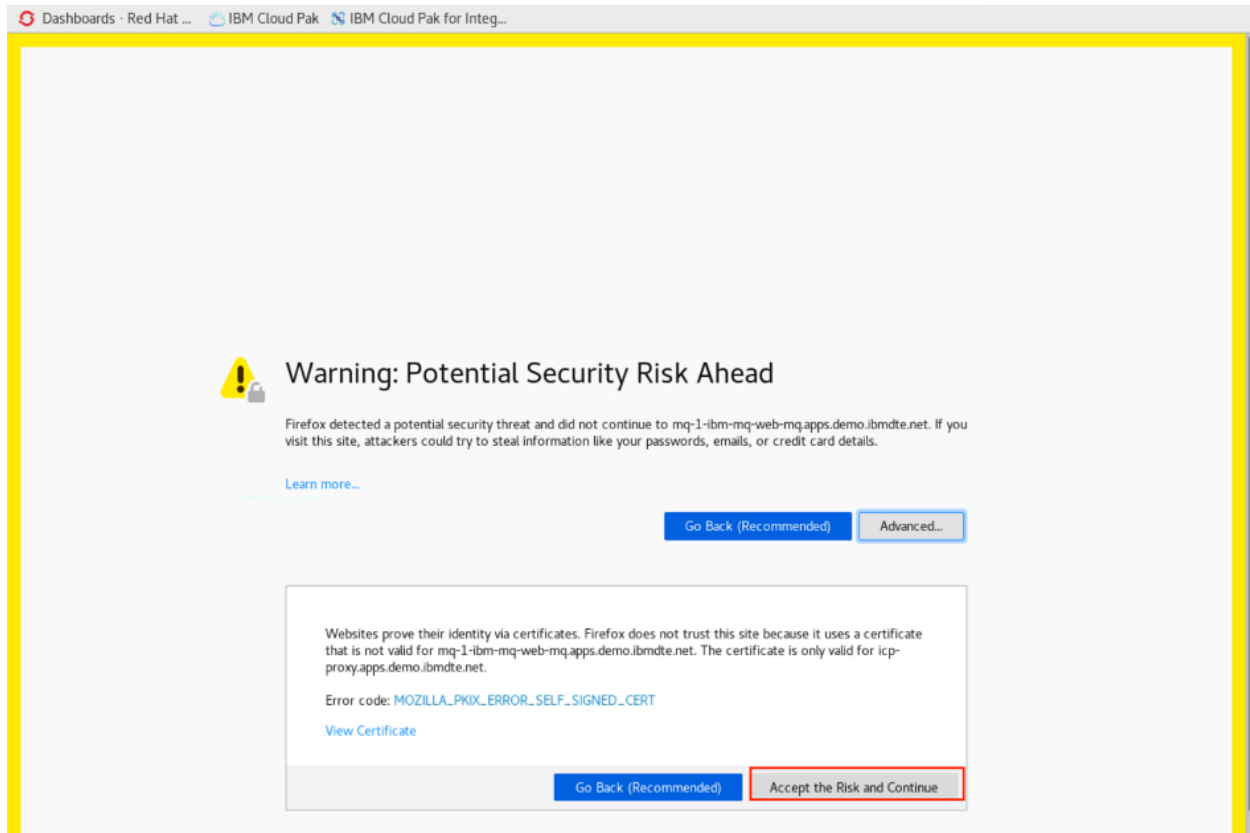 Dashboards · Red Hat ... IBM Cloud Pak IBM Cloud Pak for Integ...
Warning: Potential Security Risk Ahead
Firefox detected a potential security threat and did not continue to mq-1-ibm-mq-web-mq.apps.demo.ibmdte.net. If you
visit this site, attackers could try to steal information like your passwords, emails, or credit card details.
Learn more...
Go Back (Recommended) Advanced...
Websites prove their identity via certificates. Firefox does not trust this site because it uses a certificate
that is not valid for mq-1-ibm-mq-web-mq.apps.demo.ibmdte.net. The certificate is only valid for icp-
proxy.apps.demo.ibmdte.net.
Error code: MOZILLA_PKIX_ERROR_SELF_SIGNED_CERT
View Certificate
Go Back (Recommended) Accept the Risk and Continue